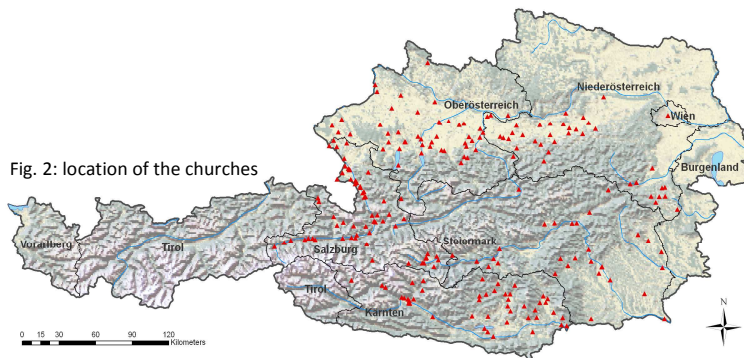 Oberösterreich
Niederösterreich
Wien
Fig. 2: location of the churches
Burgenland
Vorarlberg
Tirol
Salzburg
Steiermark
Tirol
Kärnten
N
0 15 30 60 90 120
Kilometers